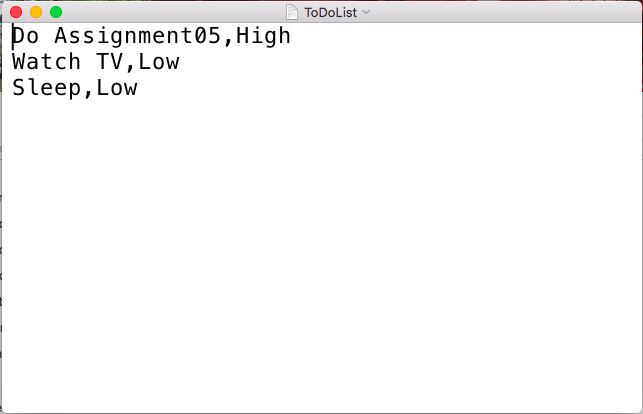 ToDoList
Do Assignment05,High
Watch TV,Low
Sleep,Low